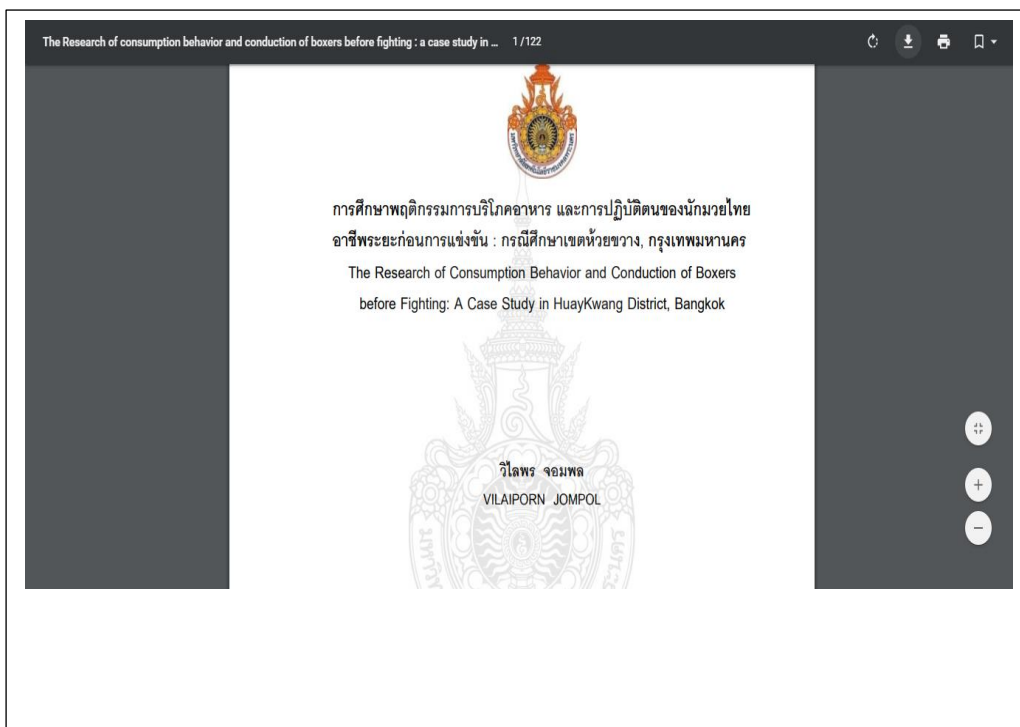 The Research of consumption behavior and conduction of boxers before fighting : a case study in ... 1 / 122
การศึกษาพฤติกรรมการบริโภคอาหาร และการปฏิบัติตนของนักมวยไทย
อาชีพระยะก่อนการแข่งขัน : กรณีศึกษาเขตห้วยขวาง, กรุงเทพมหานคร
The Research of Consumption Behavior and Conduction of Boxers
before Fighting: A Case Study in HuayKwang District, Bangkok
วิไลพร จอมพล
VILAIPORN JOMPOL